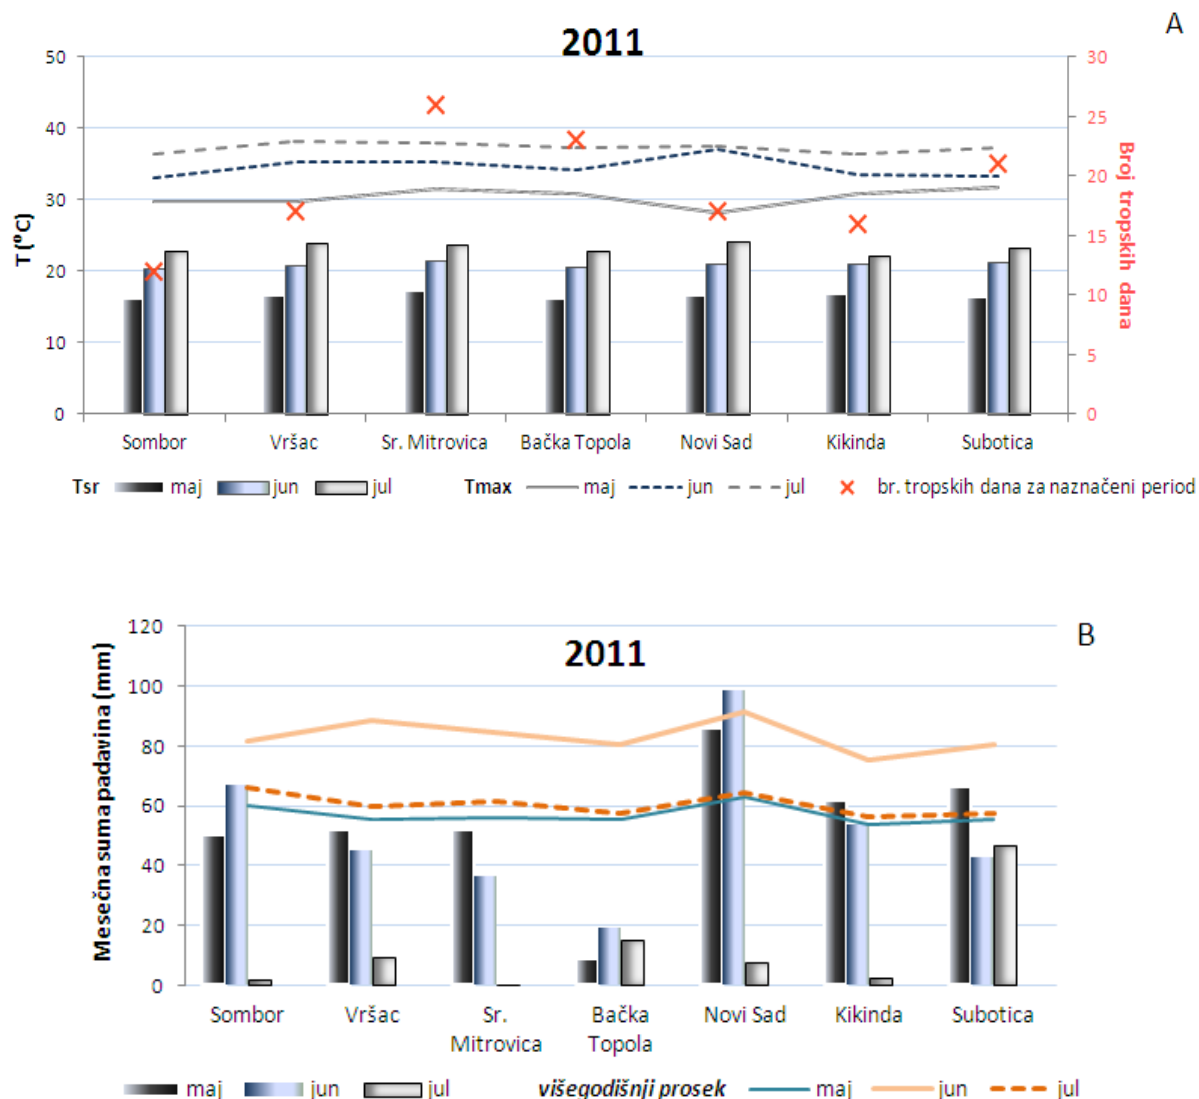 A
2011
50
40
30
20
10
0
T (°C)
30
25
20
15
10
5
0
Broj tropskih dana
Sombor Vršac Sr. Mitrovica Bačka Topola Novi Sad Kikinda Subotica
Tsr maj jun jul Tmax maj jun jul br. tropskih dana za naznačeni period
B
2011
120
100
80
60
40
20
0
Mesečna suma padavina (mm)
Sombor Vršac Sr. Mitrovica Bačka Topola Novi Sad Kikinda Subotica
maj jun jul višegodišnji prosek maj jun jul